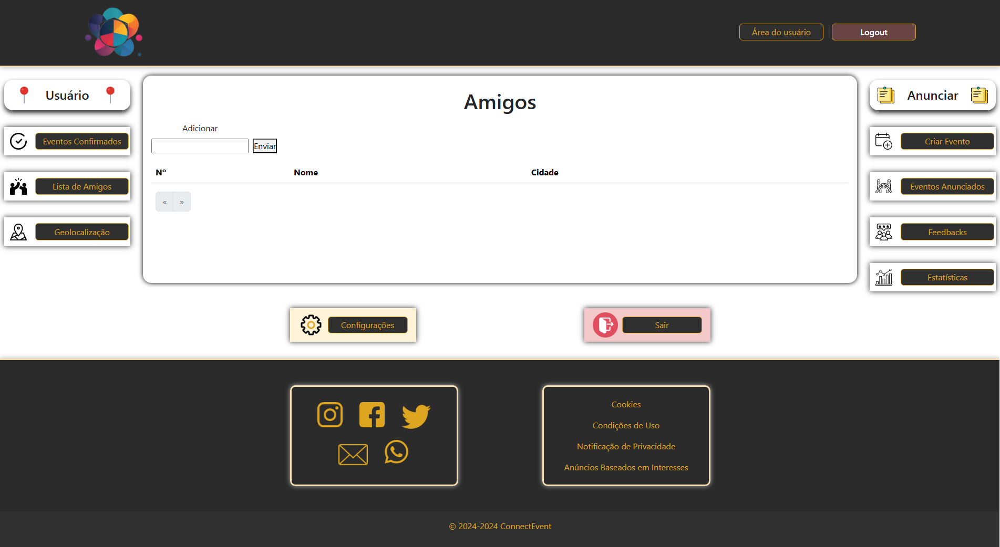 Área do usuário
Logout
Usuário
Eventos Confirmados
Lista de Amigos
Geolocalização
Amigos
Adicionar
Enviar
Nº Nome Cidade
« »
Anunciar
Criar Evento
Eventos Anunciados
Feedbacks
Estatísticas
Configurações
Sair
Cookies
Condições de Uso
Notificação de Privacidade
Anúncios Baseados em Interesses
© 2024-2024 ConnectEvent